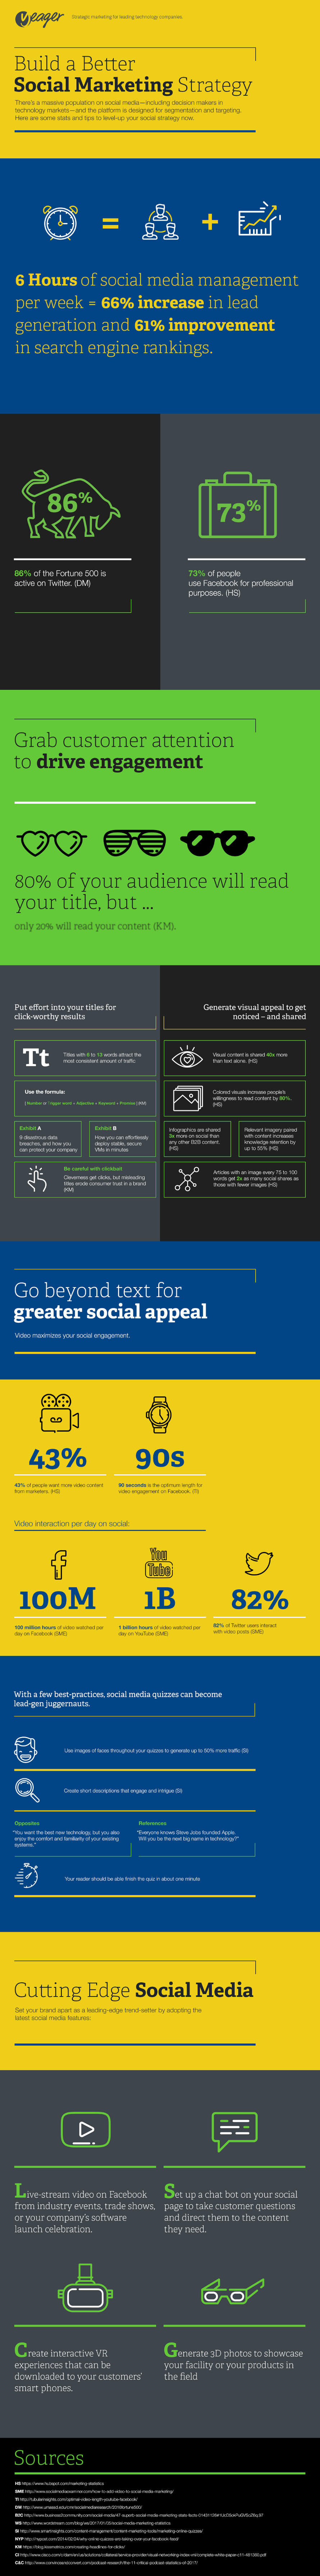 Yeager
Strategic marketing for leading technology companies.
Build a Better
Social Marketing Strategy
There's a massive population on social media—including decision makers in
technology markets—and the platform is designed for segmentation and targeting.
Here are some stats and tips to level-up your social strategy now.
6 Hours of social media management
per week = 66% increase in lead
generation and 61% improvement
in search engine rankings.
86%
86% of the Fortune 500 is
active on Twitter. (DM)
73%
73% of people
use Facebook for professional
purposes. (HS)
Grab customer attention
to drive engagement
80% of your audience will read
your title, but ...
only 20% will read your content (KM).
Put effort into your titles for
click-worthy results
Tt
Titles with 6 to 13 words attract the
most consistent amount of traffic.
Use the formula:
[ Number or Trigger word + Adjective + Keyword + Promise ] (KM)
Exhibit A
9 disastrous data
breaches, and how you
can protect your company
Exhibit B
How you can effortlessly
deploy stable, secure
VMs in minutes
Be careful with clickbait
Cleverness get clicks, but misleading
titles erode consumer trust in a brand
(KM)
Generate visual appeal to get
noticed – and shared
Visual content is shared 40x more
than text alone. (HS)
Colored visuals increase people's
willingness to read content by 80%.
(HS)
Infographics are shared
3x more on social than
any other B2B content.
(HS)
Relevant imagery paired
with content increases
knowledge retention by
up to 55% (HS)
Articles with an image every 75 to 100
words get 2x as many social shares as
those with fewer images (HS)
Go beyond text for
greater social appeal
Video maximizes your social engagement.
43%
43% of people want more video content
from marketers. (HS)
90s
90 seconds is the optimum length for
video engagement on Facebook. (TI)
Video interaction per day on social:
100M
100 million hours of video watched per
day on Facebook (SME)
You
Tube
1B
1 billion hours of video watched per
day on YouTube (SME)
82%
82% of Twitter users interact
with video posts (SME)
With a few best-practices, social media quizzes can become
lead-gen juggernauts.
Use images of faces throughout your quizzes to generate up to 50% more traffic (SI)
Create short descriptions that engage and intrigue (SI)
Opposites
"You want the best new technology, but you also
enjoy the comfort and familiarity of your existing
systems."
References
"Everyone knows Steve Jobs founded Apple.
Will you be the next big name in technology?"
Your reader should be able finish the quiz in about one minute
Cutting Edge Social Media
Set your brand apart as a leading-edge trend-setter by adopting the
latest social media features:
Live-stream video on Facebook
from industry events, trade shows,
or your company's software
launch celebration.
Set up a chat bot on your social
page to take customer questions
and direct them to the content
they need.
Create interactive VR
experiences that can be
downloaded to your customers'
smart phones.
Generate 3D photos to showcase
your facility or your products in
the field
Sources
HS https://www.hubspot.com/marketing-statistics
SME
TI
DM
B2C
WS
SI
NYP
KM https://blog.kissmetrics.com/creating-headlines-for-clicks/
CI
C&C